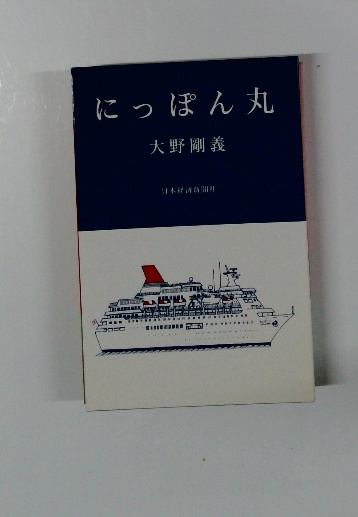 にっぽん丸
大野剛義
日本経済新聞社